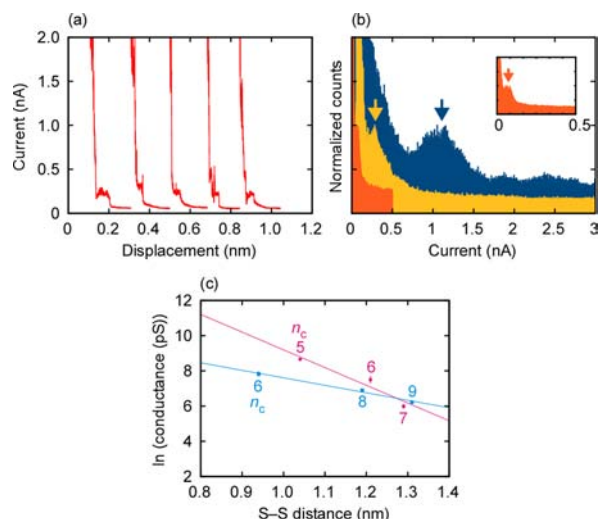 (a)
2.0
1.5
1.0
0.5
0
Current (nA)
0 0.2 0.4 0.6 0.8 1.0 1.2
Displacement (nm)
(b)
Normalized counts
0 0.5
0 0.5 1.0 1.5 2.0 2.5 3
Current (nA)
(c)
12
10
8
6
4
2
ln (conductance (pS))
n_c
5
6
6
n_c
8
9
7
0.8 0.9 1.0 1.1 1.2 1.3 1.4
S–S distance (nm)